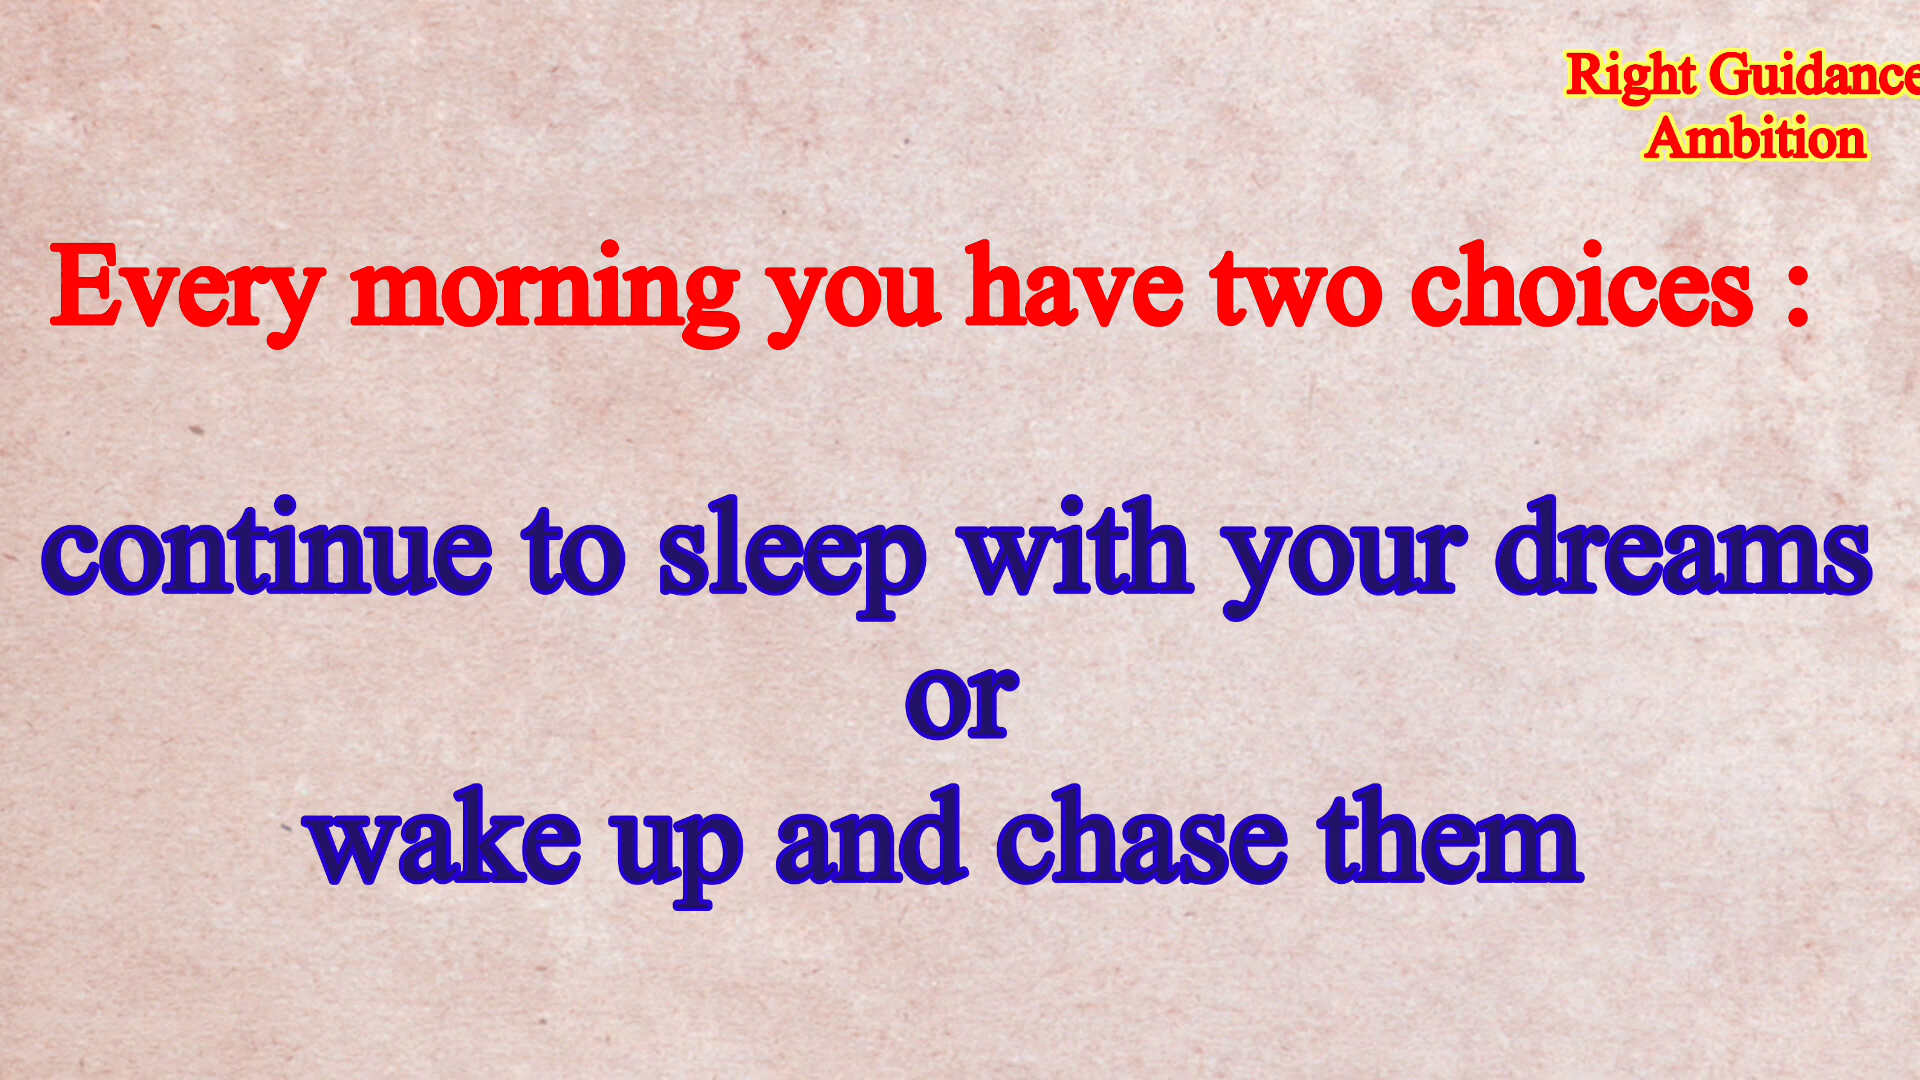 Right Guidance
Ambition
Every morning you have two choices :
continue to sleep with your dreams
or
wake up and chase them